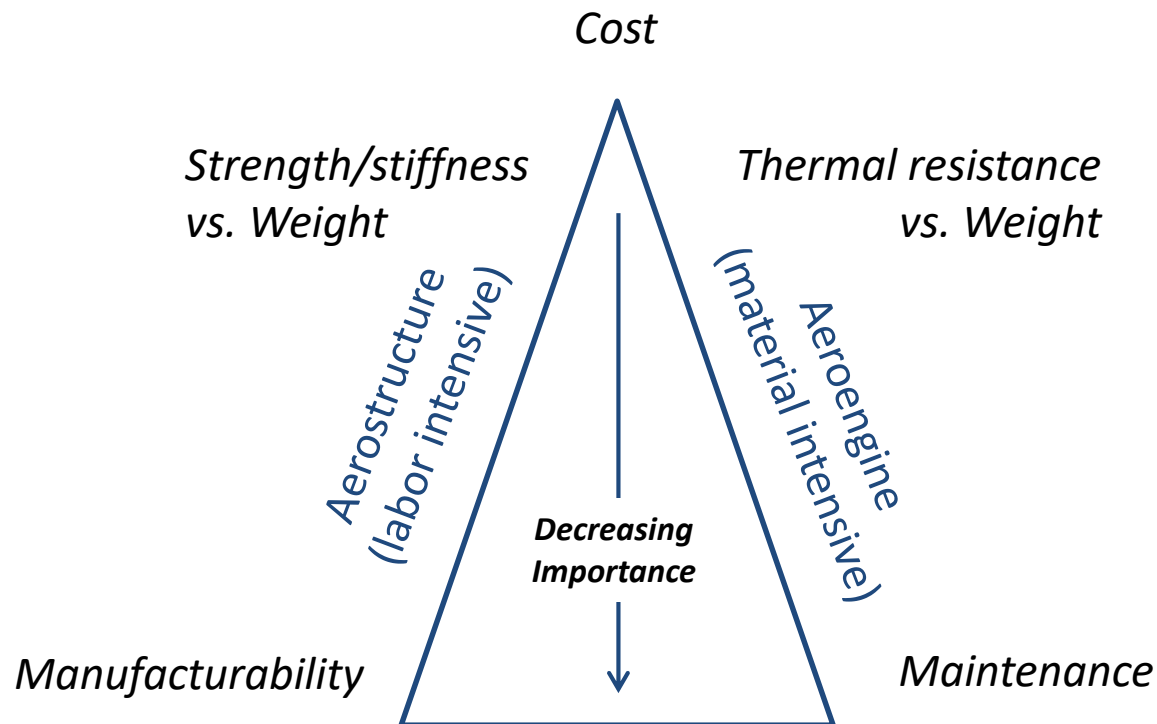 Cost
Strength/stiffness
vs. Weight
Thermal resistance
vs. Weight
Aerostructure
(labor intensive)
Aeroengine
(material intensive)
Decreasing
Importance
Manufacturability
Maintenance